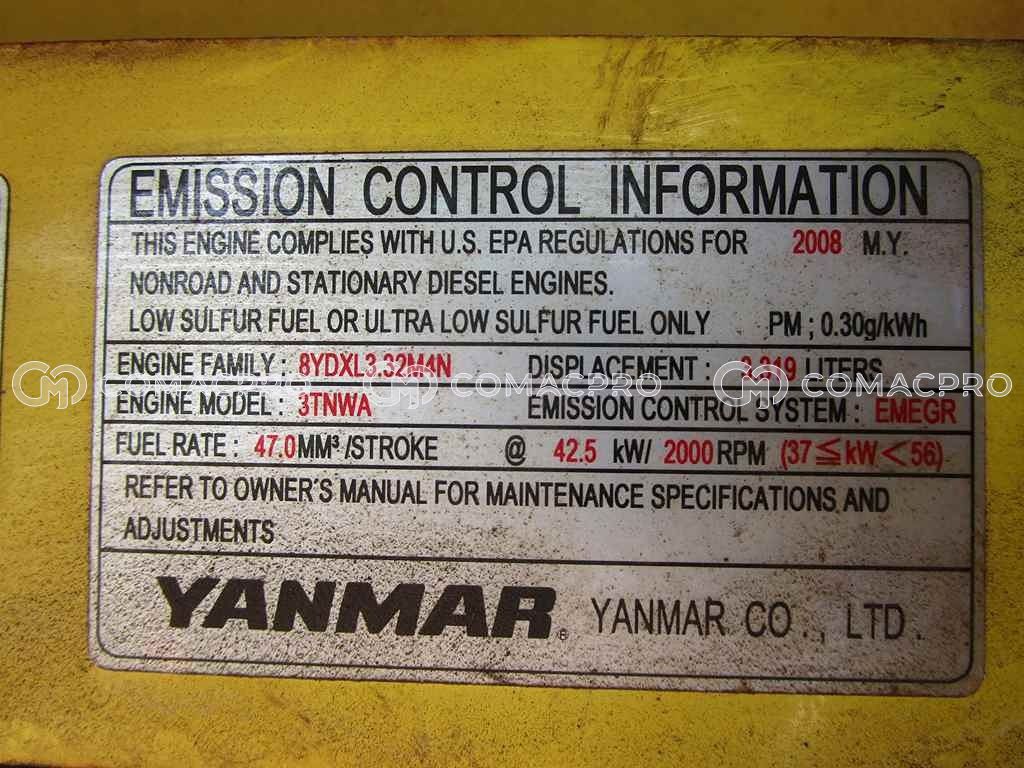 EMISSION CONTROL INFORMATION
THIS ENGINE COMPLIES WITH U.S. EPA REGULATIONS FOR 2008 M.Y.
NONROAD AND STATIONARY DIESEL ENGINES.
LOW SULFUR FUEL OR ULTRA LOW SULFUR FUEL ONLY PM ; 0.30g/kWh
ENGINE FAMILY : 8YDXL3.32M4N DISPLACEMENT : 3.319 LITERS
COMACPRO COMACPRO COMACPRO
ENGINE MODEL : 3TNWA EMISSION CONTROL SYSTEM : EMEGR
FUEL RATE : 47.0MM³/STROKE @ 42.5 kW/ 2000 RPM (37≦kW<56)
REFER TO OWNER'S MANUAL FOR MAINTENANCE SPECIFICATIONS AND
ADJUSTMENTS
YANMAR® YANMAR CO., LTD.